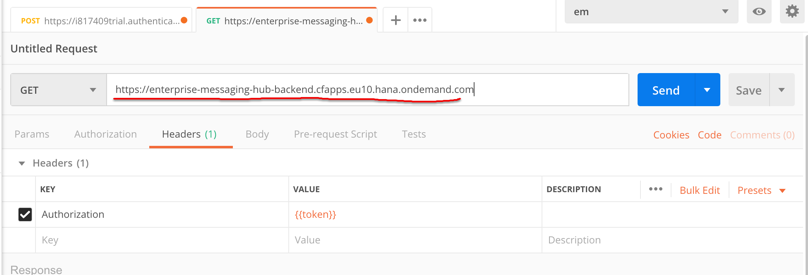 POST https://i817409trial.authentica... GET https://enterprise-messaging-h... + ••• em
Untitled Request
GET https://enterprise-messaging-hub-backend.cfapps.eu10.hana.ondemand.com Send Save
Params Authorization Headers (1) Body Pre-request Script Tests Cookies Code Comments (0)
Headers (1)
KEY VALUE DESCRIPTION ••• Bulk Edit Presets
Authorization {{token}}
Key Value Description
Response